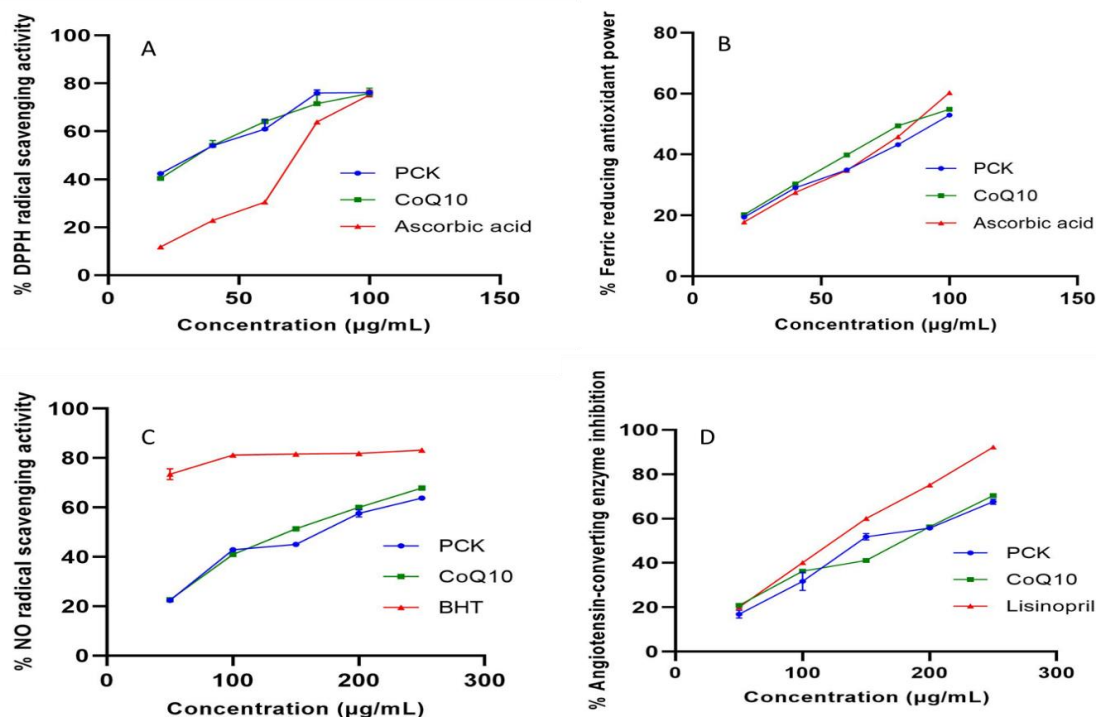 A
% DPPH radical scavenging activity
100
80
60
40
20
0
0 50 100 150
Concentration (µg/mL)
PCK
CoQ10
Ascorbic acid
B
% Ferric reducing antioxidant power
80
60
40
20
0
0 50 100 150
Concentration (µg/mL)
PCK
CoQ10
Ascorbic acid
C
% NO radical scavenging activity
100
80
60
40
20
0
0 100 200 300
Concentration (µg/mL)
PCK
CoQ10
BHT
D
% Angiotensin-converting enzyme inhibition
100
80
60
40
20
0
0 100 200 300
Concentration (µg/mL)
PCK
CoQ10
Lisinopril